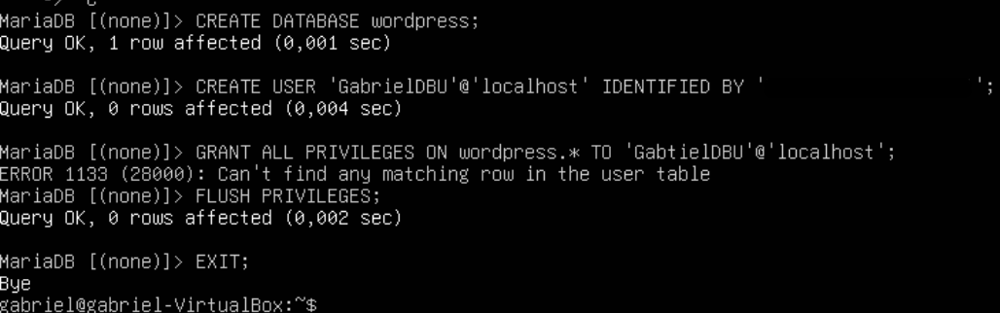 MariaDB [(none)]> CREATE DATABASE wordpress;
Query OK, 1 row affected (0,001 sec)
MariaDB [(none)]> CREATE USER 'GabrielDBU'@'localhost' IDENTIFIED BY ' ';
Query OK, 0 rows affected (0,004 sec)
MariaDB [(none)]> GRANT ALL PRIVILEGES ON wordpress.* TO 'GabtielDBU'@'localhost';
ERROR 1133 (28000): Can't find any matching row in the user table
MariaDB [(none)]> FLUSH PRIVILEGES;
Query OK, 0 rows affected (0,002 sec)
MariaDB [(none)]> EXIT;
Bye
gabriel@gabriel-VirtualBox:~$